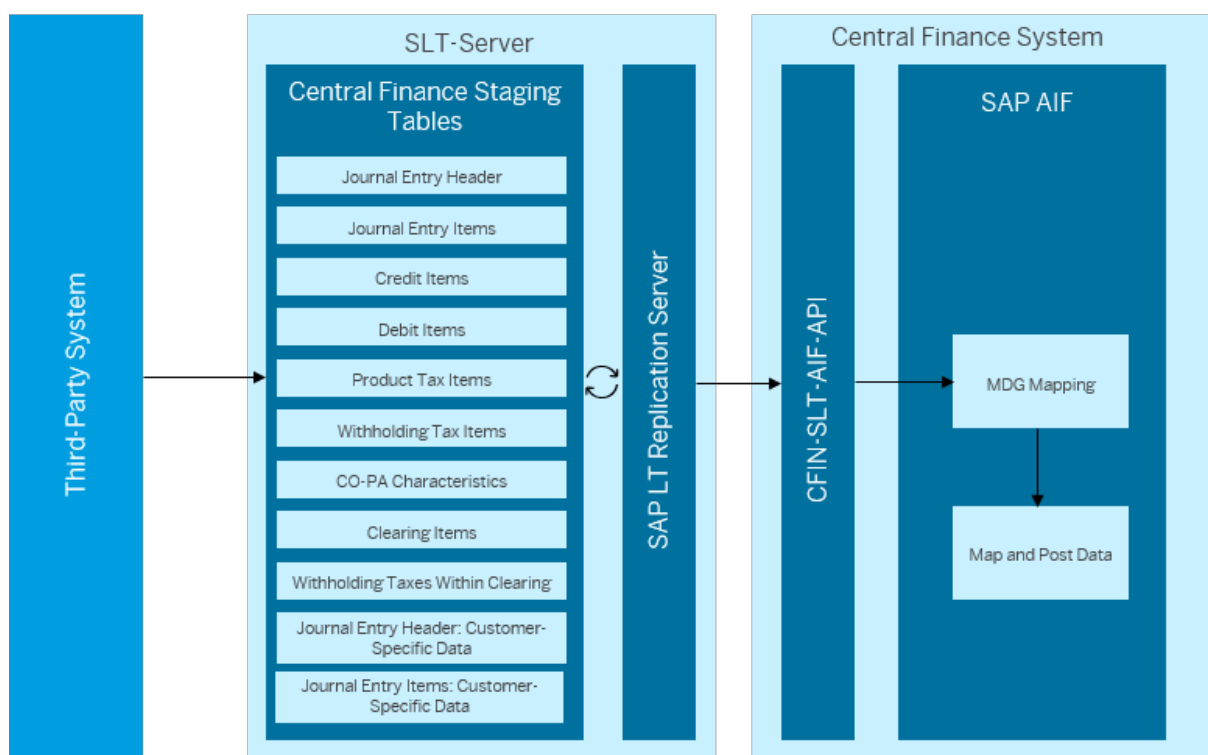 Third-Party System
SLT-Server
Central Finance Staging
Tables
Journal Entry Header
Journal Entry Items
Credit Items
Debit Items
Product Tax Items
Withholding Tax Items
CO-PA Characteristics
Clearing Items
Withholding Taxes Within Clearing
Journal Entry Header: Customer-
Specific Data
Journal Entry Items: Customer-
Specific Data
SAP LT Replication Server
Central Finance System
CFIN-SLT-AIF-API
SAP AIF
MDG Mapping
Map and Post Data